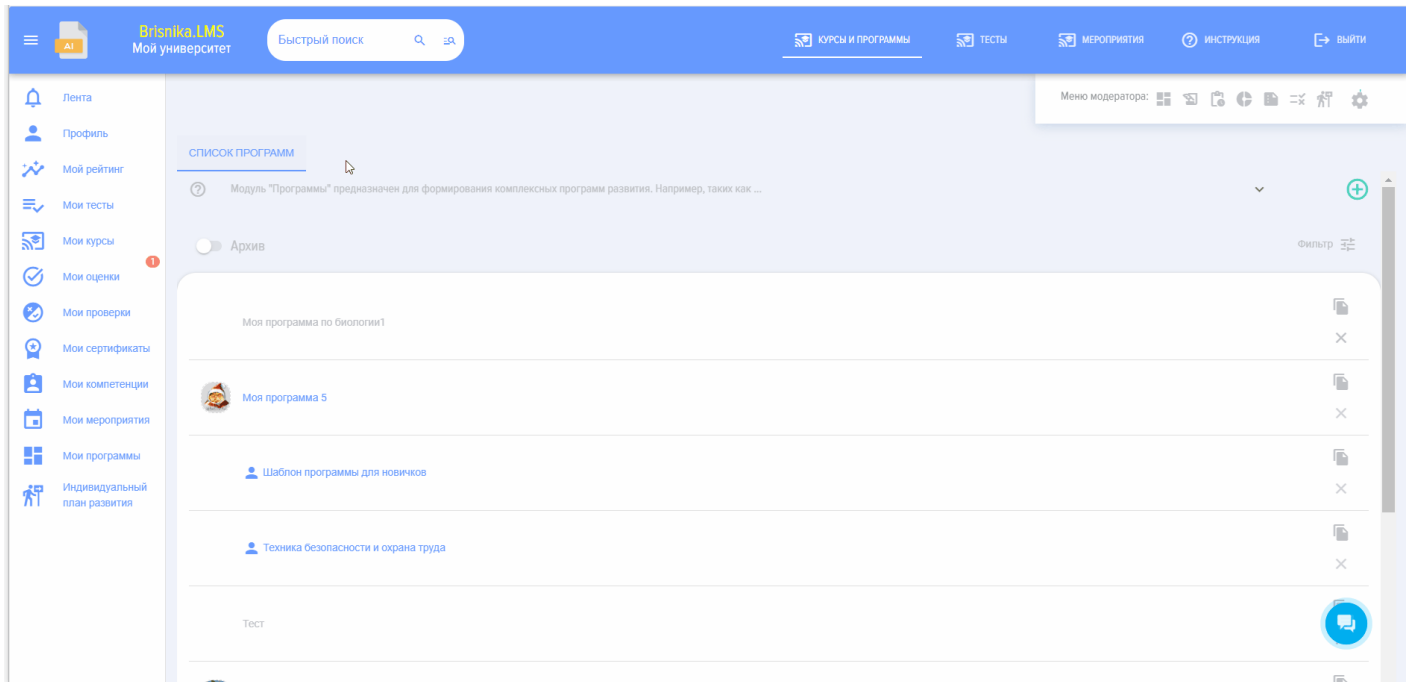 Brisnika.LMS
Мой университет
AI
Быстрый поиск
КУРСЫ И ПРОГРАММЫ
ТЕСТЫ
МЕРОПРИЯТИЯ
ИНСТРУКЦИЯ
ВЫЙТИ
Меню модератора:
Лента
Профиль
Мой рейтинг
Мои тесты
Мои курсы
1
Мои оценки
Мои проверки
Мои сертификаты
Мои компетенции
Мои мероприятия
Мои программы
Индивидуальный
план развития
СПИСОК ПРОГРАММ
Модуль "Программы" предназначен для формирования комплексных программ развития. Например, таких как ...
Архив
Фильтр
Моя программа по биологии1
Моя программа 5
Шаблон программы для новичков
Техника безопасности и охрана труда
Тест